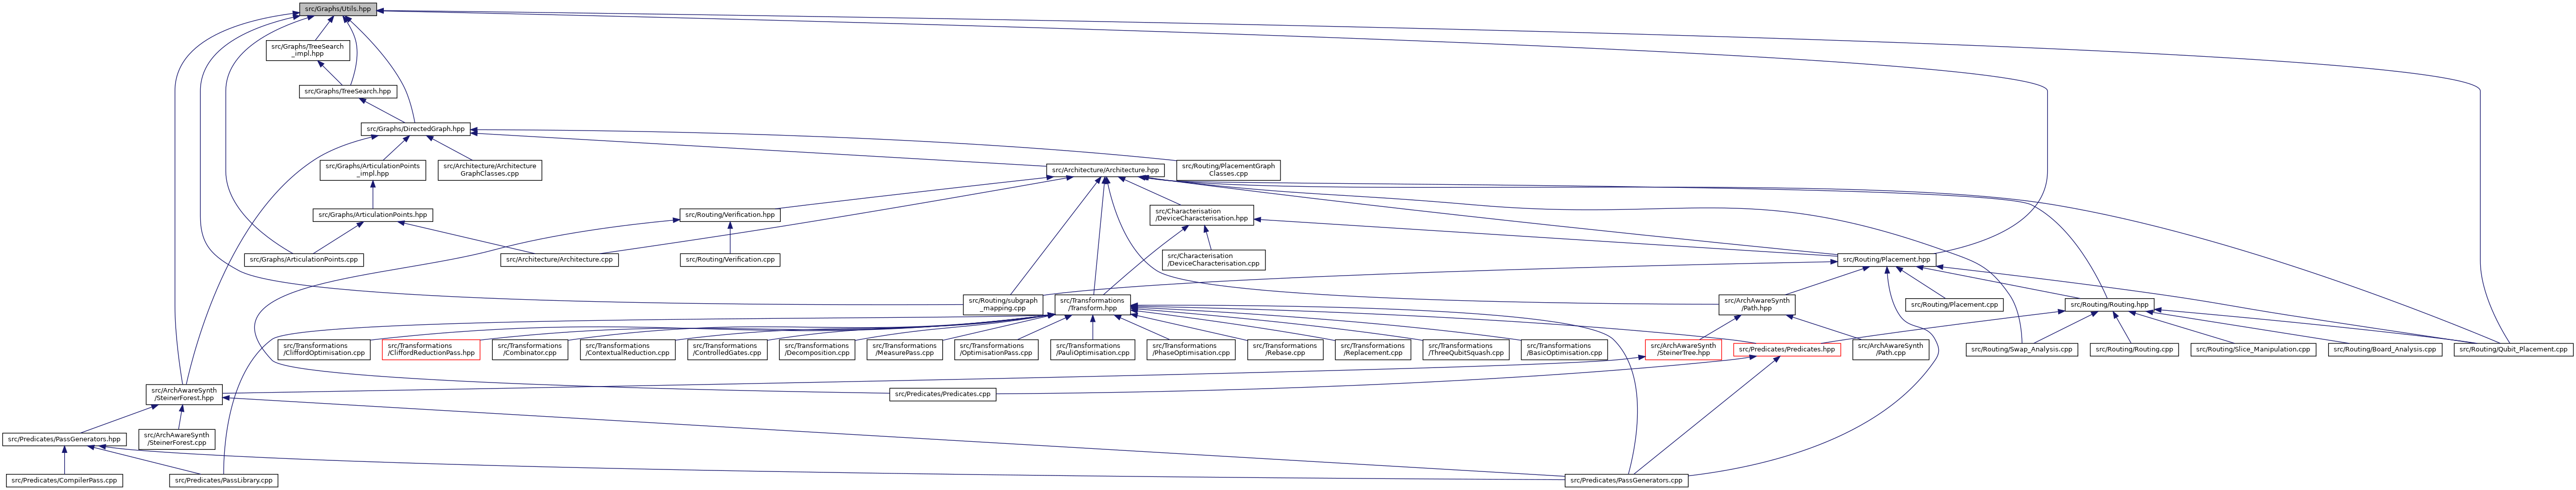 src/Graphs/Utils.hpp
src/Graphs/TreeSearch
_impl.hpp
src/Graphs/TreeSearch.hpp
src/Graphs/DirectedGraph.hpp
src/Graphs/ArticulationPoints
_impl.hpp
src/Architecture/Architecture
GraphClasses.cpp
src/Architecture/Architecture.hpp
src/Routing/PlacementGraph
Classes.cpp
src/Graphs/ArticulationPoints.hpp
src/Routing/Verification.hpp
src/Characterisation
/DeviceCharacterisation.hpp
src/Graphs/ArticulationPoints.cpp
src/Architecture/Architecture.cpp
src/Routing/Verification.cpp
src/Characterisation
/DeviceCharacterisation.cpp
src/Routing/Placement.hpp
src/Routing/subgraph
_mapping.cpp
src/Transformations
/Transform.hpp
src/ArchAwareSynth
/Path.hpp
src/Routing/Placement.cpp
src/Routing/Routing.hpp
src/Transformations
/CliffordOptimisation.cpp
src/Transformations
/CliffordReductionPass.hpp
src/Transformations
/Combinator.cpp
src/Transformations
/ContextualReduction.cpp
src/Transformations
/ControlledGates.cpp
src/Transformations
/Decomposition.cpp
src/Transformations
/MeasurePass.cpp
src/Transformations
/OptimisationPass.cpp
src/Transformations
/PauliOptimisation.cpp
src/Transformations
/PhaseOptimisation.cpp
src/Transformations
/Rebase.cpp
src/Transformations
/Replacement.cpp
src/Transformations
/ThreeQubitSquash.cpp
src/Transformations
/BasicOptimisation.cpp
src/ArchAwareSynth
/SteinerTree.hpp
src/Predicates/Predicates.hpp
src/ArchAwareSynth
/Path.cpp
src/Routing/Swap_Analysis.cpp
src/Routing/Routing.cpp
src/Routing/Slice_Manipulation.cpp
src/Routing/Board_Analysis.cpp
src/Routing/Qubit_Placement.cpp
src/ArchAwareSynth
/SteinerForest.hpp
src/Predicates/Predicates.cpp
src/Predicates/PassGenerators.hpp
src/ArchAwareSynth
/SteinerForest.cpp
src/Predicates/CompilerPass.cpp
src/Predicates/PassLibrary.cpp
src/Predicates/PassGenerators.cpp